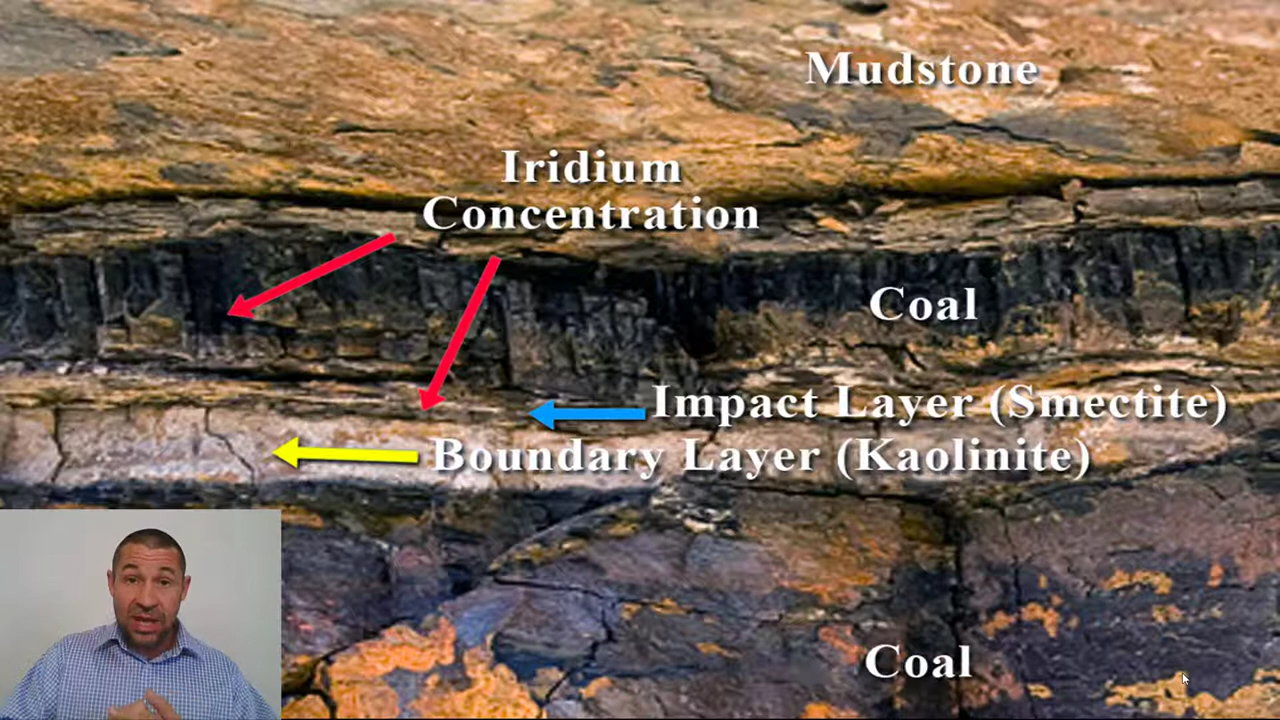 Mudstone
Iridium
Concentration
Coal
Impact Layer (Smectite)
Boundary Layer (Kaolinite)
Coal